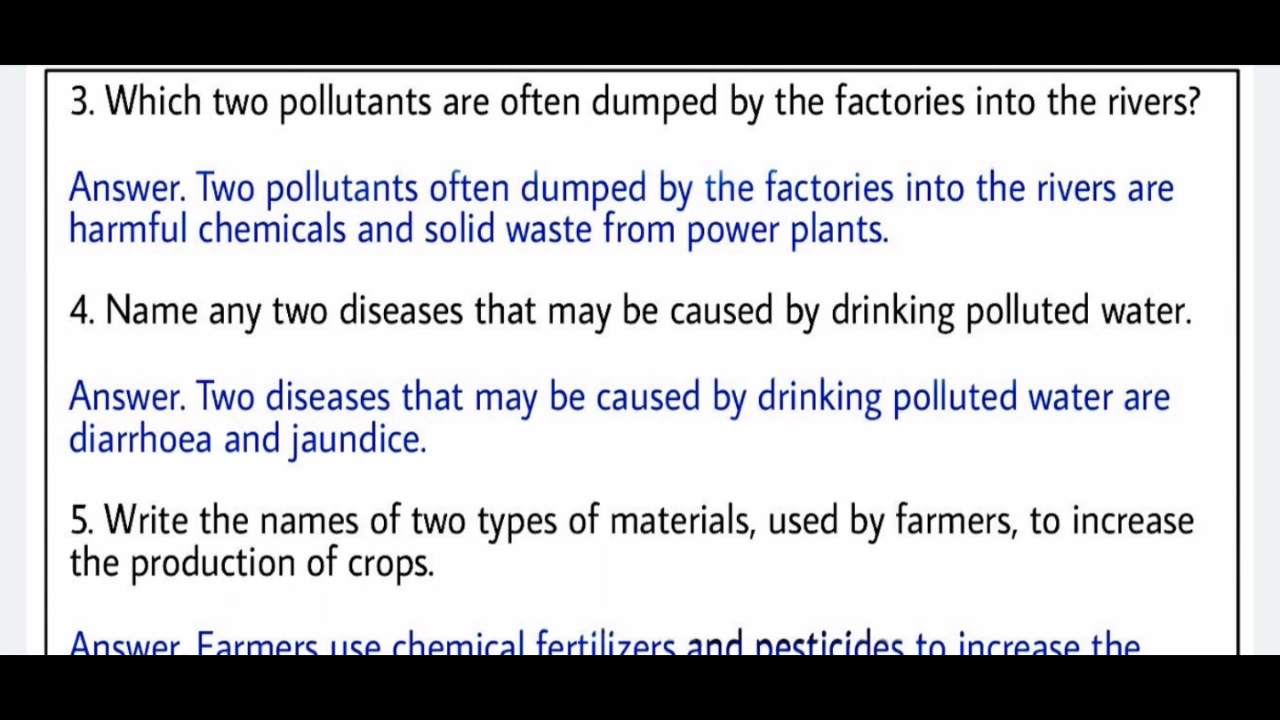 3. Which two pollutants are often dumped by the factories into the rivers?
Answer. Two pollutants often dumped by the factories into the rivers are
harmful chemicals and solid waste from power plants.
4. Name any two diseases that may be caused by drinking polluted water.
Answer. Two diseases that may be caused by drinking polluted water are
diarrhoea and jaundice.
5. Write the names of two types of materials, used by farmers, to increase
the production of crops.
Answer. Farmers use chemical fertilizers and pesticides to increase the